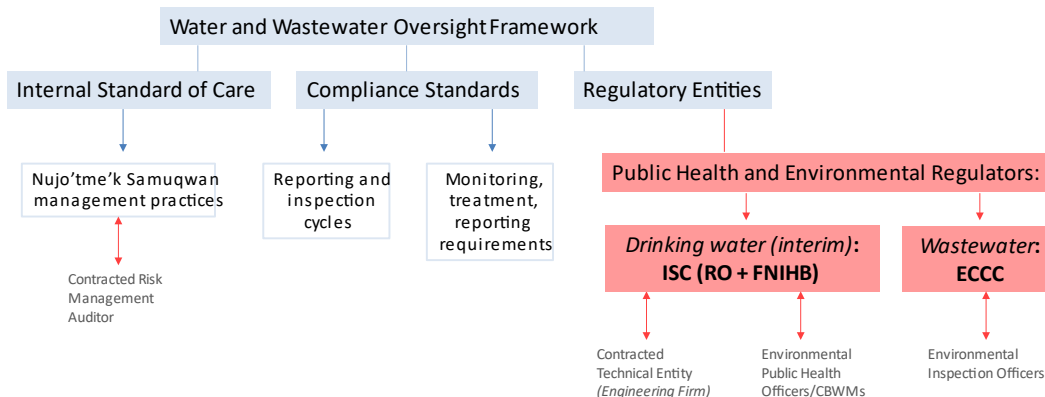 Water and Wastewater Oversight Framework
Internal Standard of Care
Compliance Standards
Regulatory Entities
Nujo’tme’k Samuqwan
management practices
Reporting and
inspection
cycles
Monitoring,
treatment,
reporting
requirements
Public Health and Environmental Regulators:
Drinking water (interim):
ISC (RO + FNIHB)
Wastewater:
ECCC
Contracted Risk
Management
Auditor
Contracted
Technical Entity
(Engineering Firm)
Environmental
Public Health
Officers/CBWMs
Environmental
Inspection Officers